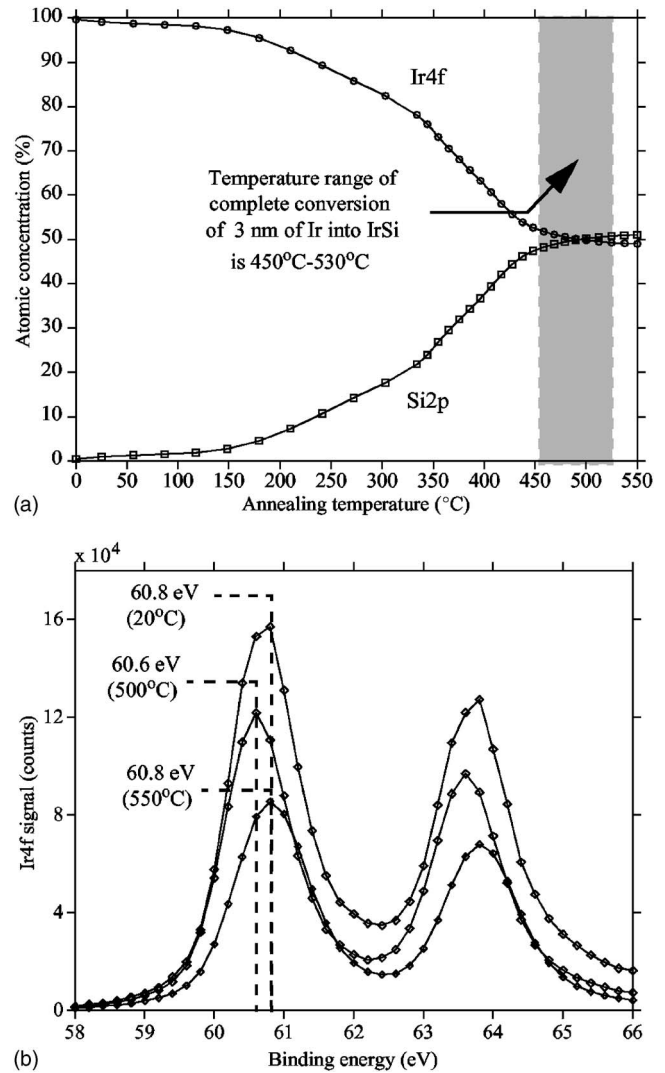 100
90
80
70
60
50
40
30
20
10
0
Atomic concentration (%)
Ir4f
Temperature range of
complete conversion
of 3 nm of Ir into IrSi
is 450°C-530°C
Si2p
0 50 100 150 200 250 300 350 400 450 500 550
(a)
Annealing temperature (°C)
x 10⁴
16
12
8
4
0
Ir4f signal (counts)
60.8 eV
(20°C)
60.6 eV
(500°C)
60.8 eV
(550°C)
58 59 60 61 62 63 64 65 66
(b)
Binding energy (eV)